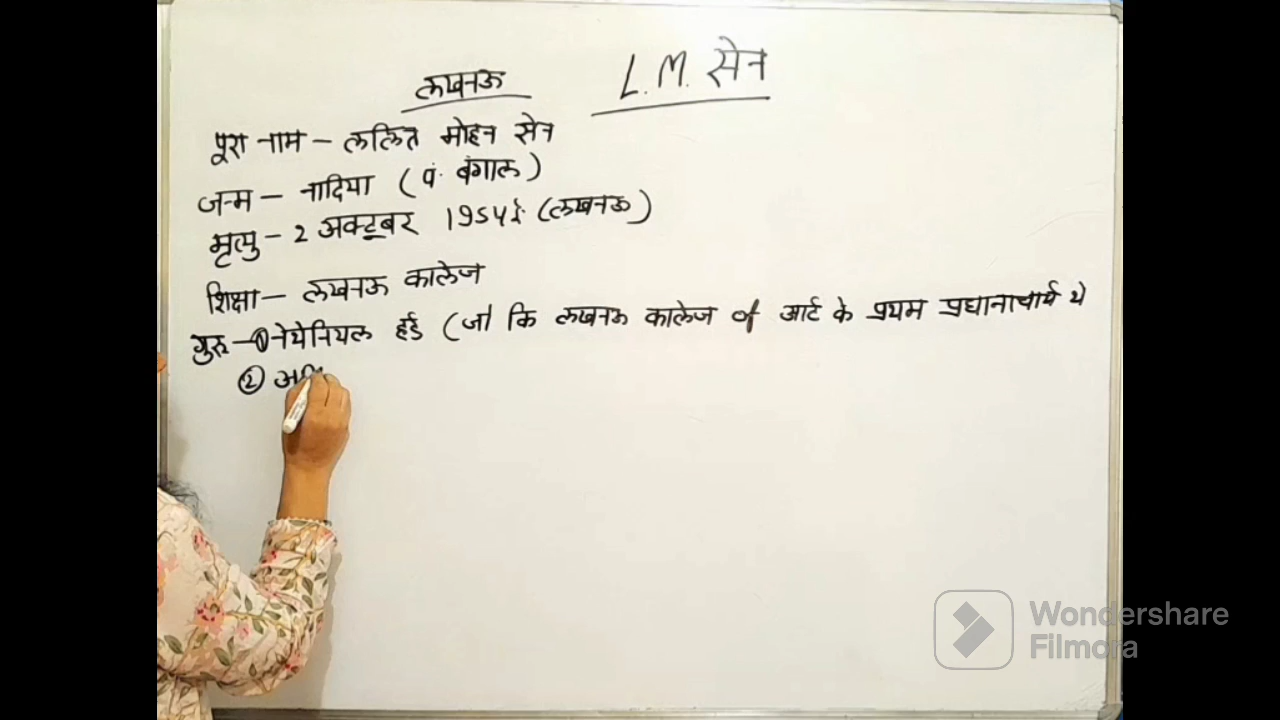 L.M. सेन
लखनऊ
पूरा नाम - ललित मोहन सेन
जन्म - नादिया (पं. बंगाल)
मृत्यु - 2 अक्टूबर 1954ई. (लखनऊ)
शिक्षा - लखनऊ कालेज
गुरु - ① नेथेनियल हर्ड (जो कि लखनऊ कालेज of आर्ट के प्रथम प्रधानाचार्य थे
②
Wondershare
Filmora